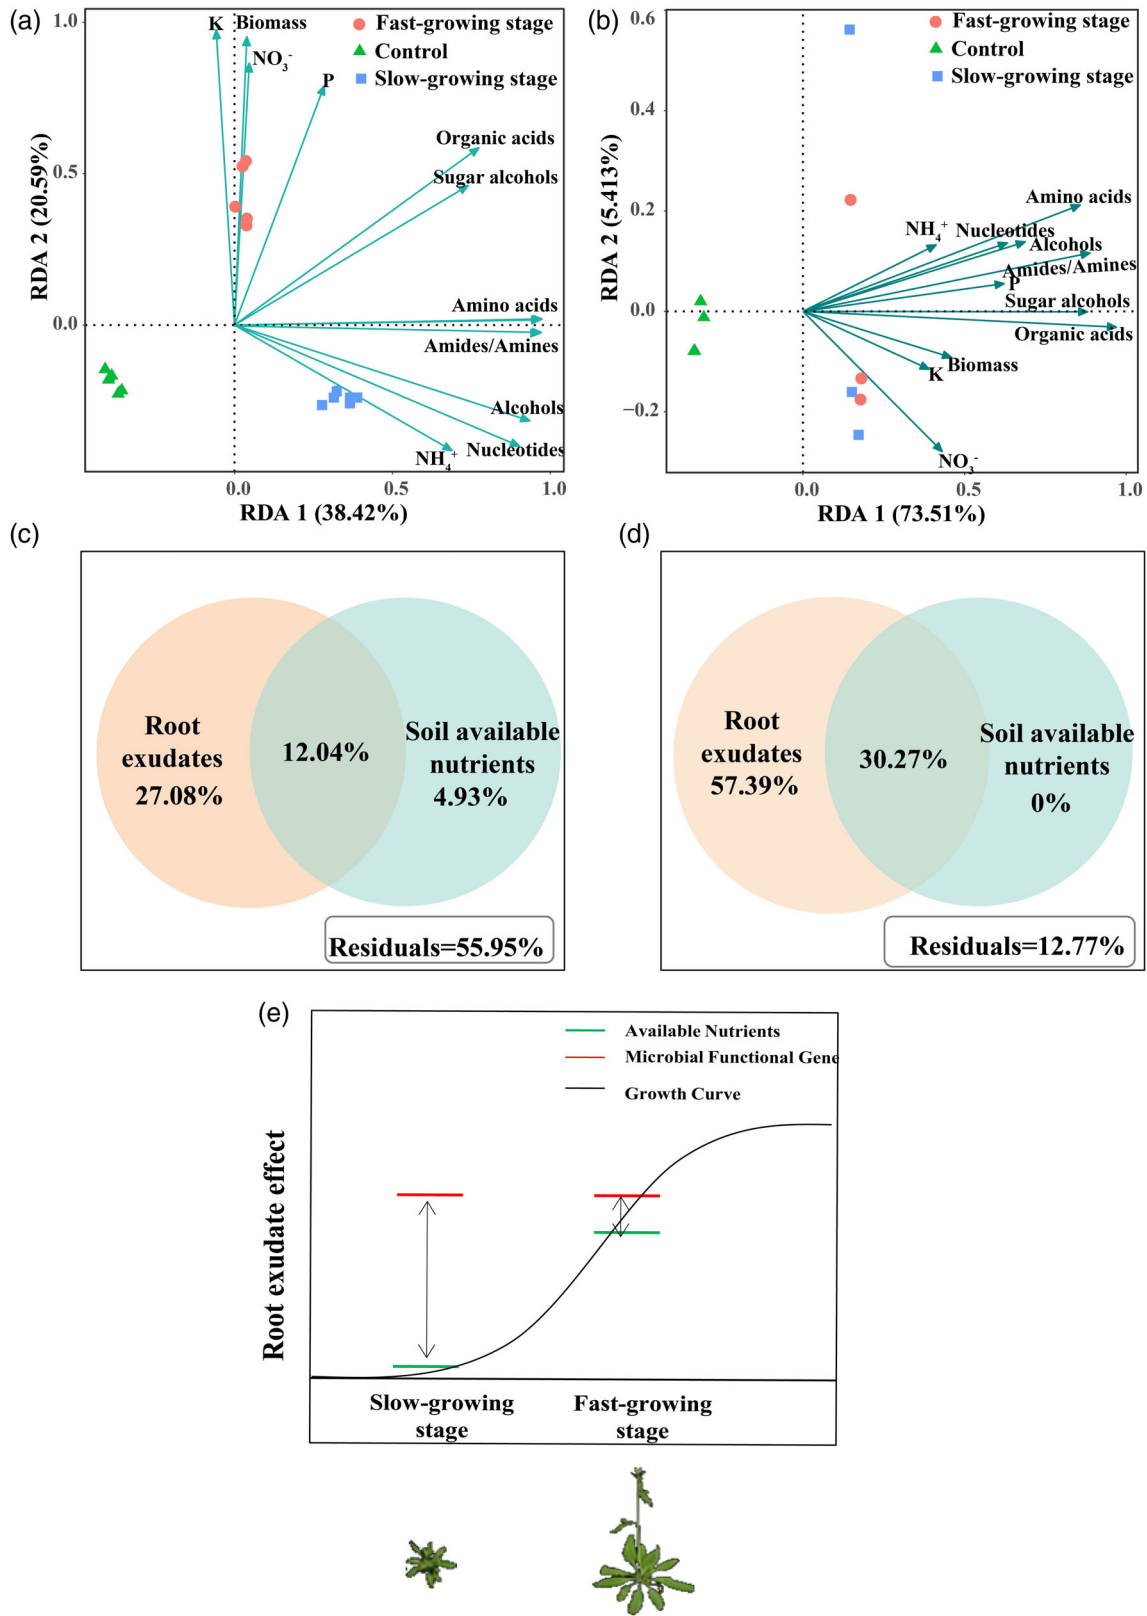 (a)
1.0
K
Biomass
NO3-
P
Fast-growing stage
Control
Slow-growing stage
Organic acids
Sugar alcohols
0.5
Amino acids
0.0
Amides/Amines
Alcohols
Nucleotides
NH4+
RDA 2 (20.59%)
0.0
0.5
1.0
RDA 1 (38.42%)
(b)
0.6
Fast-growing stage
Control
Slow-growing stage
0.4
Amino acids
0.2
NH4+
Nucleotides
Alcohols
Amides/Amines
P
Sugar alcohols
0.0
Organic acids
Biomass
K
−0.2
NO3-
RDA 2 (5.413%)
0.0
0.5
1.0
RDA 1 (73.51%)
(c)
Root
exudates
27.08%
12.04%
Soil available
nutrients
4.93%
Residuals=55.95%
(d)
Root
exudates
57.39%
30.27%
Soil available
nutrients
0%
Residuals=12.77%
(e)
Available Nutrients
Microbial Functional Gene
Growth Curve
Root exudate effect
Slow-growing
stage
Fast-growing
stage